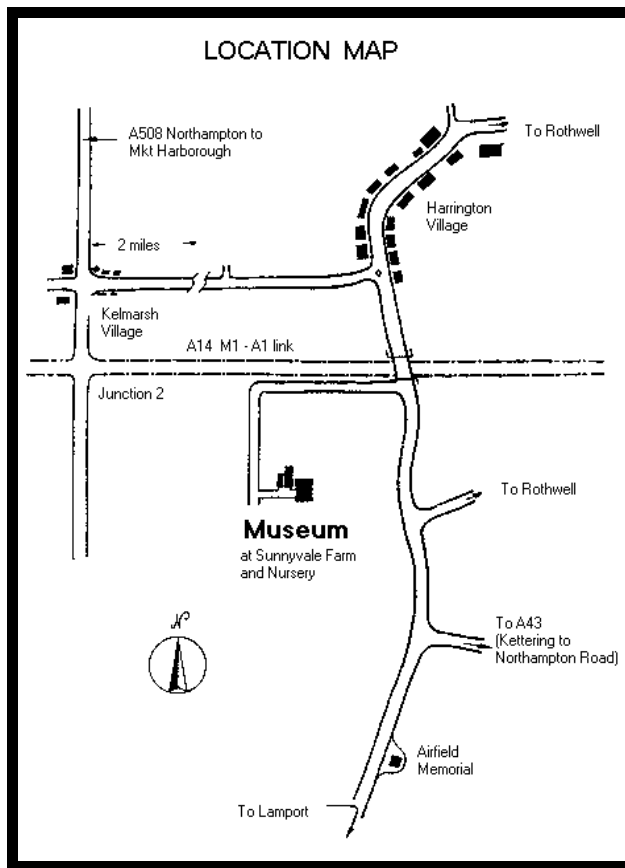 LOCATION MAP
A508 Northampton to
Mkt Harborough
To Rothwell
Harrington
Village
2 miles
Kelmarsh
Village
A14 M1 - A1 link
Junction 2
To Rothwell
Museum
at Sunnyvale Farm
and Nursery
N
To A43
(Kettering to
Northampton Road)
Airfield
Memorial
To Lamport